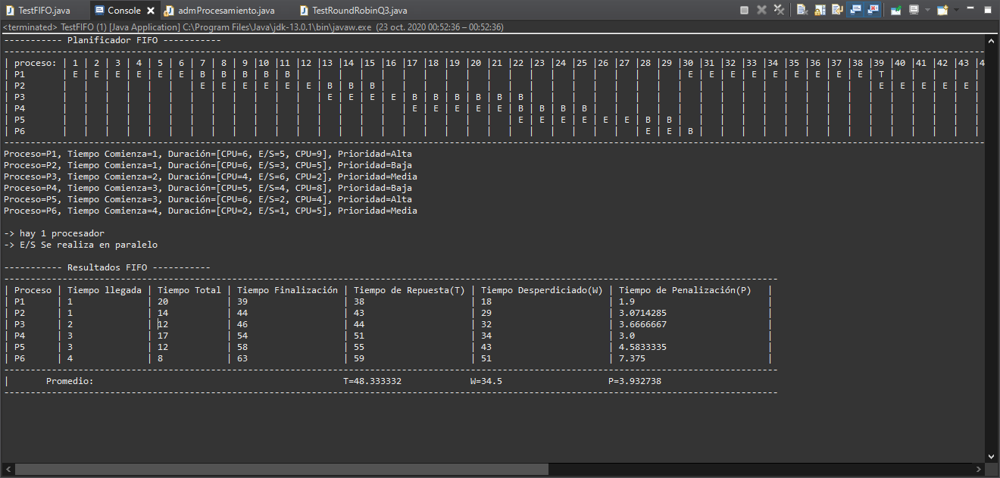 TestFIFO.java
Console
admProcesamiento.java
TestRoundRobinQ3.java
<terminated> TestFIFO (1) [Java Application] C:\Program Files\Java\jdk-13.0.1\bin\javaw.exe (23 oct. 2020 00:52:36 – 00:52:36)
----------- Planificador FIFO -----------
| proceso: | 1 | 2 | 3 | 4 | 5 | 6 | 7 | 8 | 9 |10 |11 |12 |13 |14 |15 |16 |17 |18 |19 |20 |21 |22 |23 |24 |25 |26 |27 |28 |29 |30 |31 |32 |33 |34 |35 |36 |37 |38 |39 |40 |41 |42 |43 |4
| P1 | E | E | E | E | E | E | B | B | B | B | B | | | | | | | | | | | | | | | | | | | E | E | E | E | E | E | E | E | E | T | | | | |
| P2 | | | | | | | E | E | E | E | E | E | B | B | B | | | | | | | | | | | | | | | | | | | | | | | | E | E | E | E | E |
| P3 | | | | | | | | | | | | | E | E | E | E | B | B | B | B | B | B | | | | | | | | | | | | | | | | | | | | | |
| P4 | | | | | | | | | | | | | | | | | E | E | E | E | E | B | B | B | B | | | | | | | | | | | | | | | | | | |
| P5 | | | | | | | | | | | | | | | | | | | | | | E | E | E | E | E | E | B | B | | | | | | | | | | | | | | |
| P6 | | | | | | | | | | | | | | | | | | | | | | | | | | | | E | E | B | | | | | | | | | | | | | |
Proceso=P1, Tiempo Comienza=1, Duración=[CPU=6, E/S=5, CPU=9], Prioridad=Alta
Proceso=P2, Tiempo Comienza=1, Duración=[CPU=6, E/S=3, CPU=5], Prioridad=Baja
Proceso=P3, Tiempo Comienza=2, Duración=[CPU=4, E/S=6, CPU=2], Prioridad=Media
Proceso=P4, Tiempo Comienza=3, Duración=[CPU=5, E/S=4, CPU=8], Prioridad=Baja
Proceso=P5, Tiempo Comienza=3, Duración=[CPU=6, E/S=2, CPU=4], Prioridad=Alta
Proceso=P6, Tiempo Comienza=4, Duración=[CPU=2, E/S=1, CPU=5], Prioridad=Media
-> hay 1 procesador
-> E/S Se realiza en paralelo
----------- Resultados FIFO -----------
| Proceso | Tiempo llegada | Tiempo Total | Tiempo Finalización | Tiempo de Repuesta(T) | Tiempo Desperdiciado(W) | Tiempo de Penalización(P) |
| P1 | 1 | 20 | 39 | 38 | 18 | 1.9 |
| P2 | 1 | 14 | 44 | 43 | 29 | 3.0714285 |
| P3 | 2 | 12 | 46 | 44 | 32 | 3.6666667 |
| P4 | 3 | 17 | 54 | 51 | 34 | 3.0 |
| P5 | 3 | 12 | 58 | 55 | 43 | 4.5833335 |
| P6 | 4 | 8 | 63 | 59 | 51 | 7.375 |
| Promedio: T=48.333332 W=34.5 P=3.932738